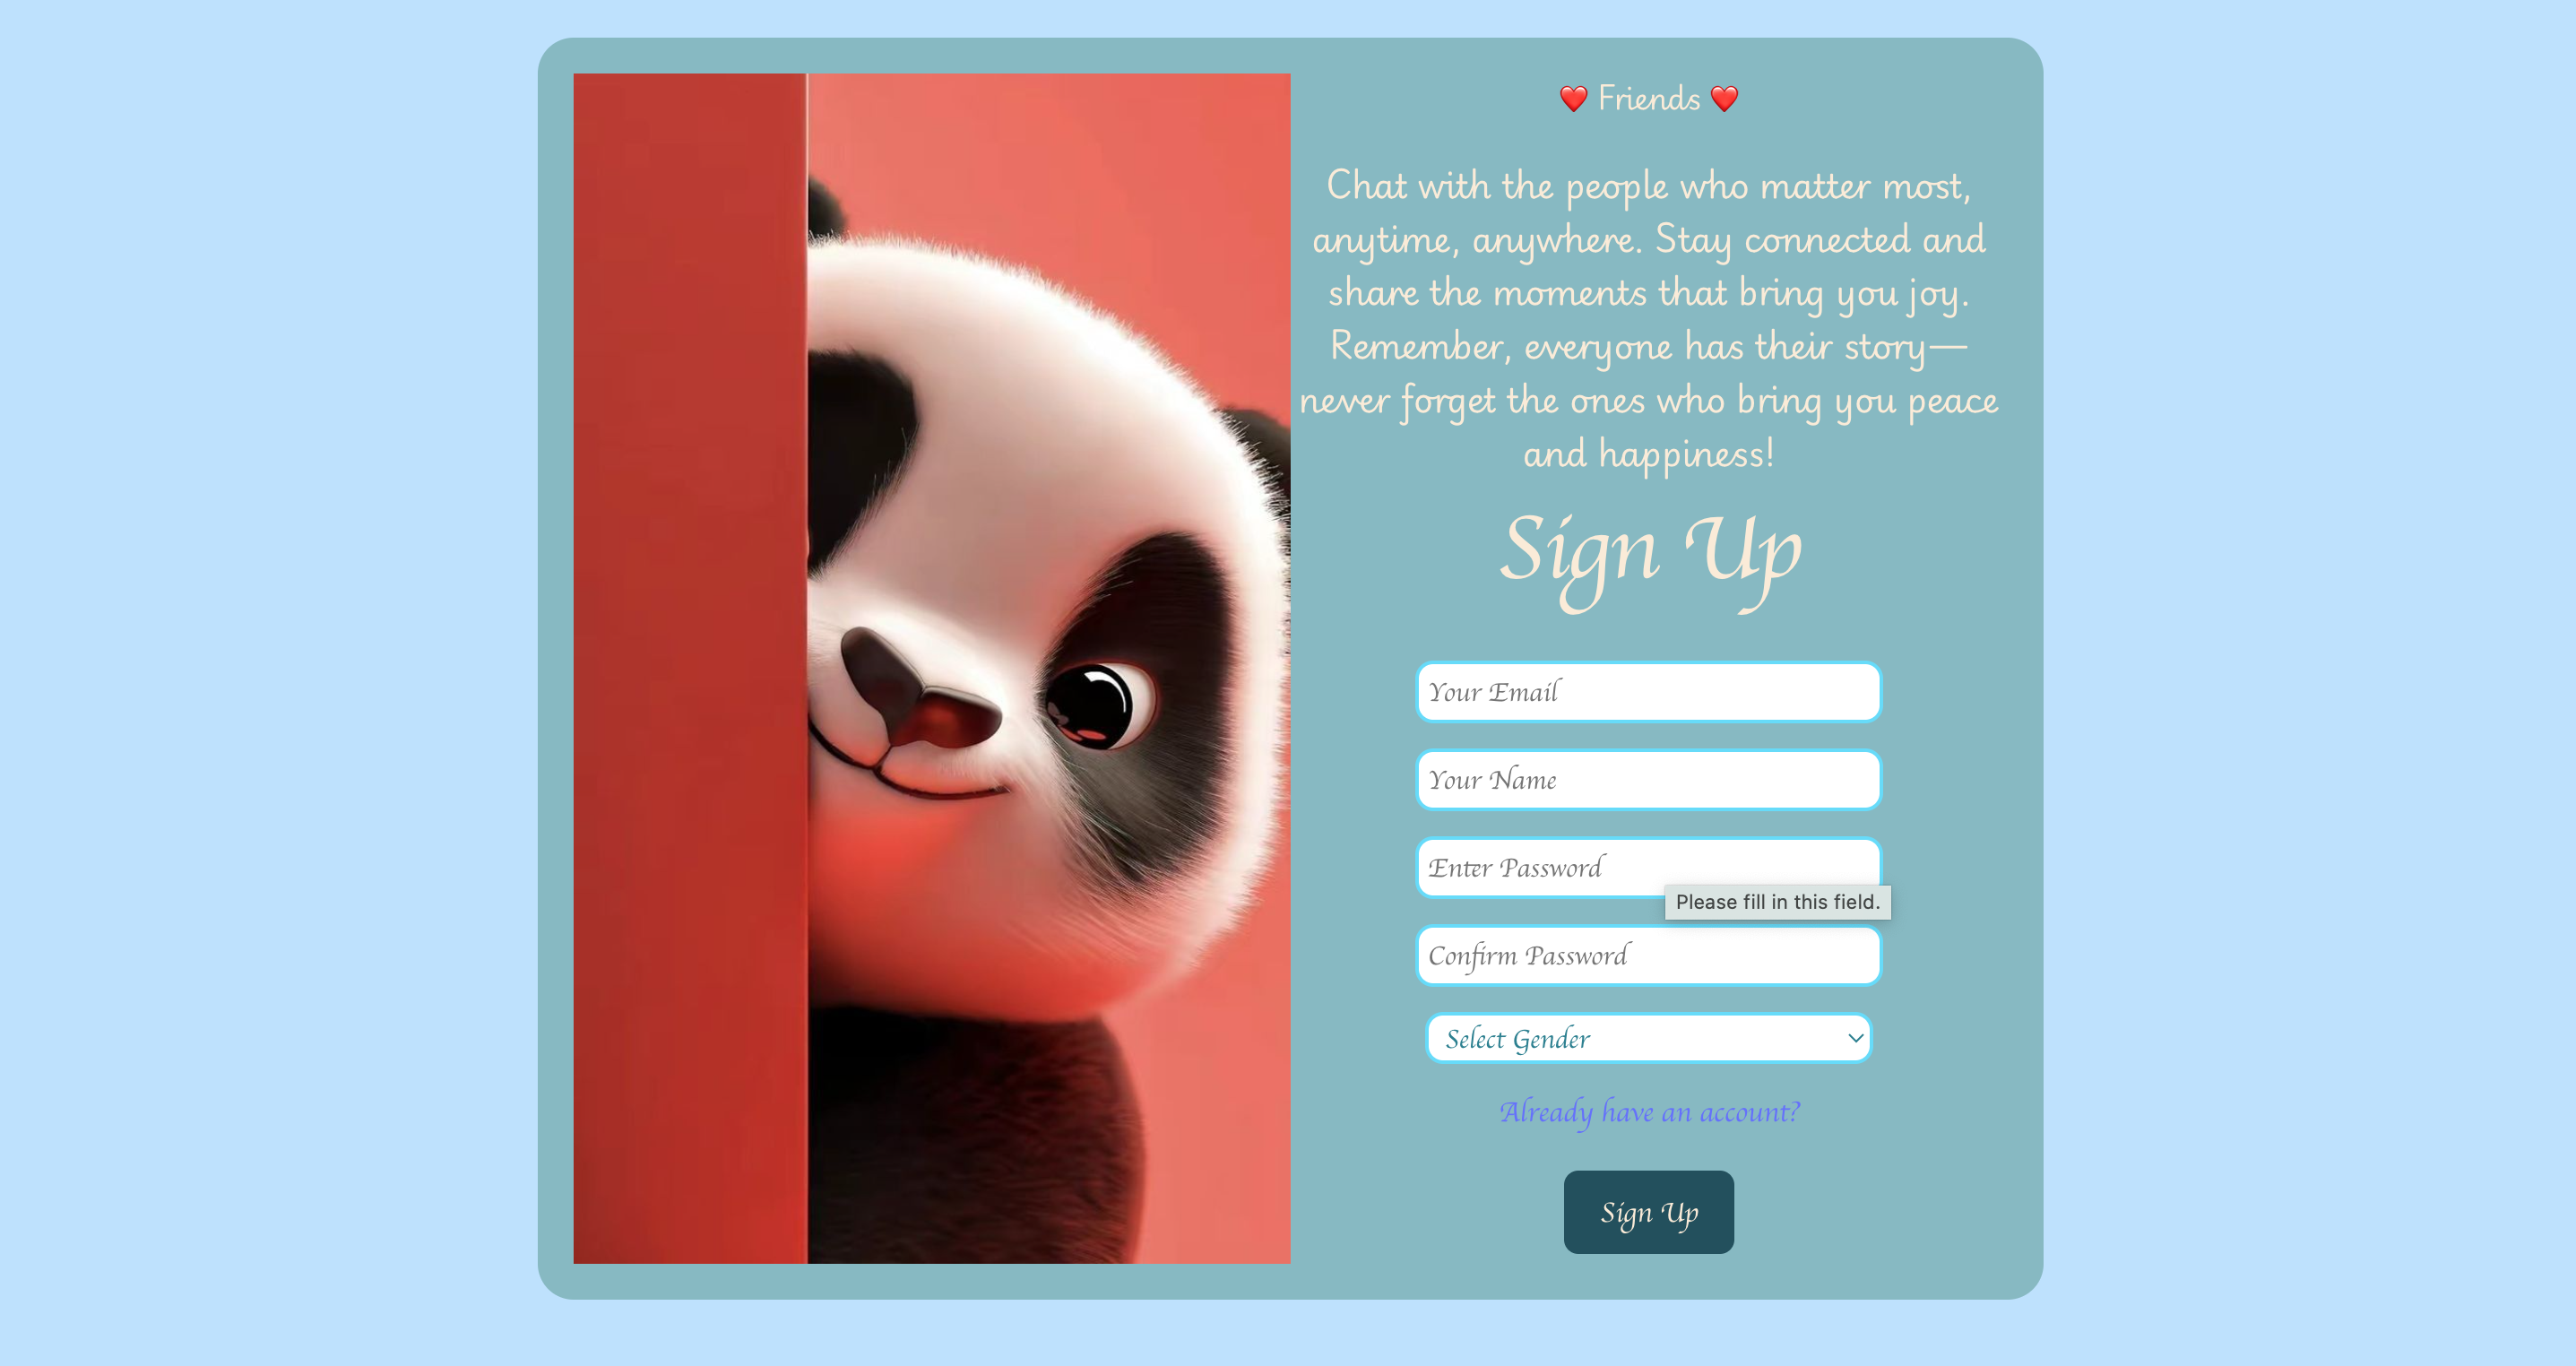 ❤️ Friends ❤️
Chat with the people who matter most,
anytime, anywhere. Stay connected and
share the moments that bring you joy.
Remember, everyone has their story—
never forget the ones who bring you peace
and happiness!
Sign Up
Your Email
Your Name
Enter Password
Please fill in this field.
Confirm Password
Select Gender
Already have an account?
Sign Up